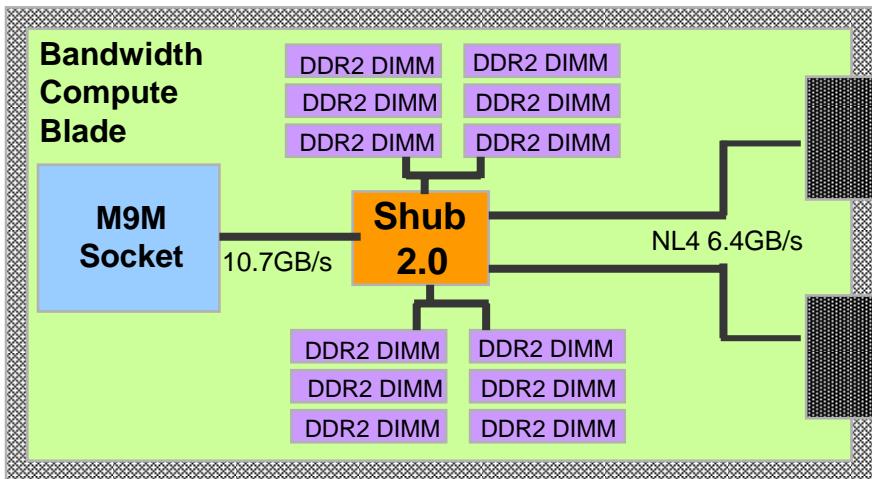 Bandwidth
Compute
Blade
DDR2 DIMM
DDR2 DIMM
DDR2 DIMM
DDR2 DIMM
DDR2 DIMM
DDR2 DIMM
M9M
Socket
10.7GB/s
Shub
2.0
NL4 6.4GB/s
DDR2 DIMM
DDR2 DIMM
DDR2 DIMM
DDR2 DIMM
DDR2 DIMM
DDR2 DIMM